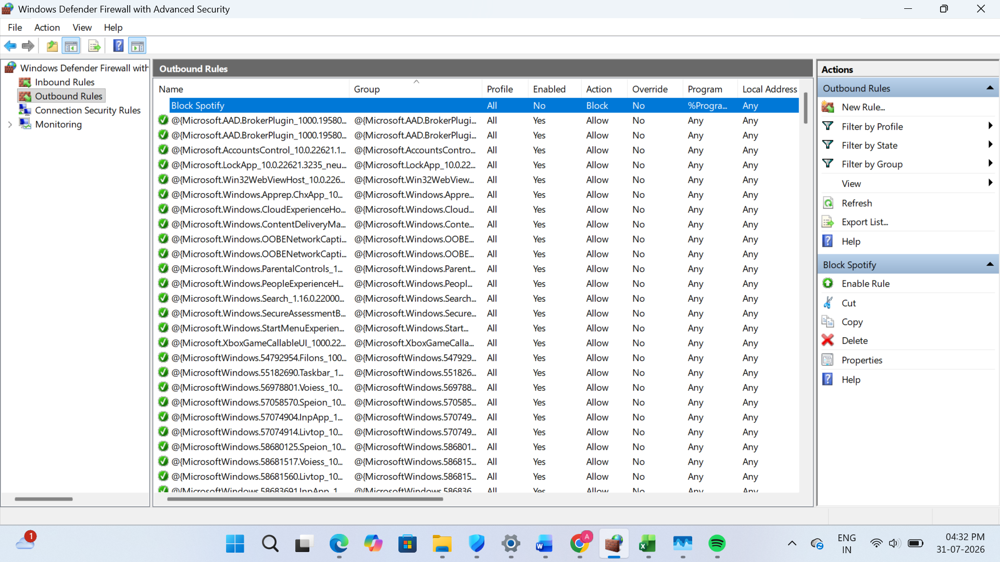 Windows Defender Firewall with Advanced Security
File Action View Help
Windows Defender Firewall with
Inbound Rules
Outbound Rules
Connection Security Rules
Monitoring
Outbound Rules
Name Group Profile Enabled Action Override Program Local Address
Block Spotify All No Block No %Progra... Any
@{Microsoft.AAD.BrokerPlugin_1000.19580... @{Microsoft.AAD.BrokerPlugi... All Yes Allow No Any Any
@{Microsoft.AAD.BrokerPlugin_1000.19580... @{Microsoft.AAD.BrokerPlugi... All Yes Allow No Any Any
@{Microsoft.AccountsControl_10.0.22621.1... @{Microsoft.AccountsContro... All Yes Allow No Any Any
@{Microsoft.LockApp_10.0.22621.3235_neu... @{Microsoft.LockApp_10.0.22... All Yes Allow No Any Any
@{Microsoft.Win32WebViewHost_10.0.226... @{Microsoft.Win32WebView... All Yes Allow No Any Any
@{Microsoft.Windows.Apprep.ChxApp_10... @{Microsoft.Windows.Appre... All Yes Allow No Any Any
@{Microsoft.Windows.CloudExperienceHo... @{Microsoft.Windows.Cloud... All Yes Allow No Any Any
@{Microsoft.Windows.ContentDeliveryMa... @{Microsoft.Windows.Conte... All Yes Allow No Any Any
@{Microsoft.Windows.OOBENetworkCapti... @{Microsoft.Windows.OOBE... All Yes Allow No Any Any
@{Microsoft.Windows.OOBENetworkCapti... @{Microsoft.Windows.OOBE... All Yes Allow No Any Any
@{Microsoft.Windows.ParentalControls_1... @{Microsoft.Windows.Parent... All Yes Allow No Any Any
@{Microsoft.Windows.PeopleExperienceH... @{Microsoft.Windows.Peopl... All Yes Allow No Any Any
@{Microsoft.Windows.Search_1.16.0.22000... @{Microsoft.Windows.Search... All Yes Allow No Any Any
@{Microsoft.Windows.SecureAssessmentB... @{Microsoft.Windows.Secure... All Yes Allow No Any Any
@{Microsoft.Windows.StartMenuExperien... @{Microsoft.Windows.Start... All Yes Allow No Any Any
@{Microsoft.XboxGameCallableUI_1000.22... @{Microsoft.XboxGameCalla... All Yes Allow No Any Any
@{MicrosoftWindows.54792954.Filons_100... @{MicrosoftWindows.547929... All Yes Allow No Any Any
@{MicrosoftWindows.55182690.Taskbar_1... @{MicrosoftWindows.551826... All Yes Allow No Any Any
@{MicrosoftWindows.56978801.Voiess_10... @{MicrosoftWindows.569788... All Yes Allow No Any Any
@{MicrosoftWindows.57058570.Speion_10... @{MicrosoftWindows.570585... All Yes Allow No Any Any
@{MicrosoftWindows.57074904.InpApp_1... @{MicrosoftWindows.570749... All Yes Allow No Any Any
@{MicrosoftWindows.57074914.Livtop_10... @{MicrosoftWindows.570749... All Yes Allow No Any Any
@{MicrosoftWindows.58680125.Speion_10... @{MicrosoftWindows.586801... All Yes Allow No Any Any
@{MicrosoftWindows.58681517.Voiess_10... @{MicrosoftWindows.586815... All Yes Allow No Any Any
@{MicrosoftWindows.58681560.Livtop_10... @{MicrosoftWindows.586815... All Yes Allow No Any Any
@{MicrosoftWindows.58683691.InpApp_1... @{MicrosoftWindows.586836... All Yes Allow No Any Any
Actions
Outbound Rules
New Rule...
Filter by Profile
Filter by State
Filter by Group
View
Refresh
Export List...
Help
Block Spotify
Enable Rule
Cut
Copy
Delete
Properties
Help
1
A
ENG
IN
04:32 PM
31-07-2026